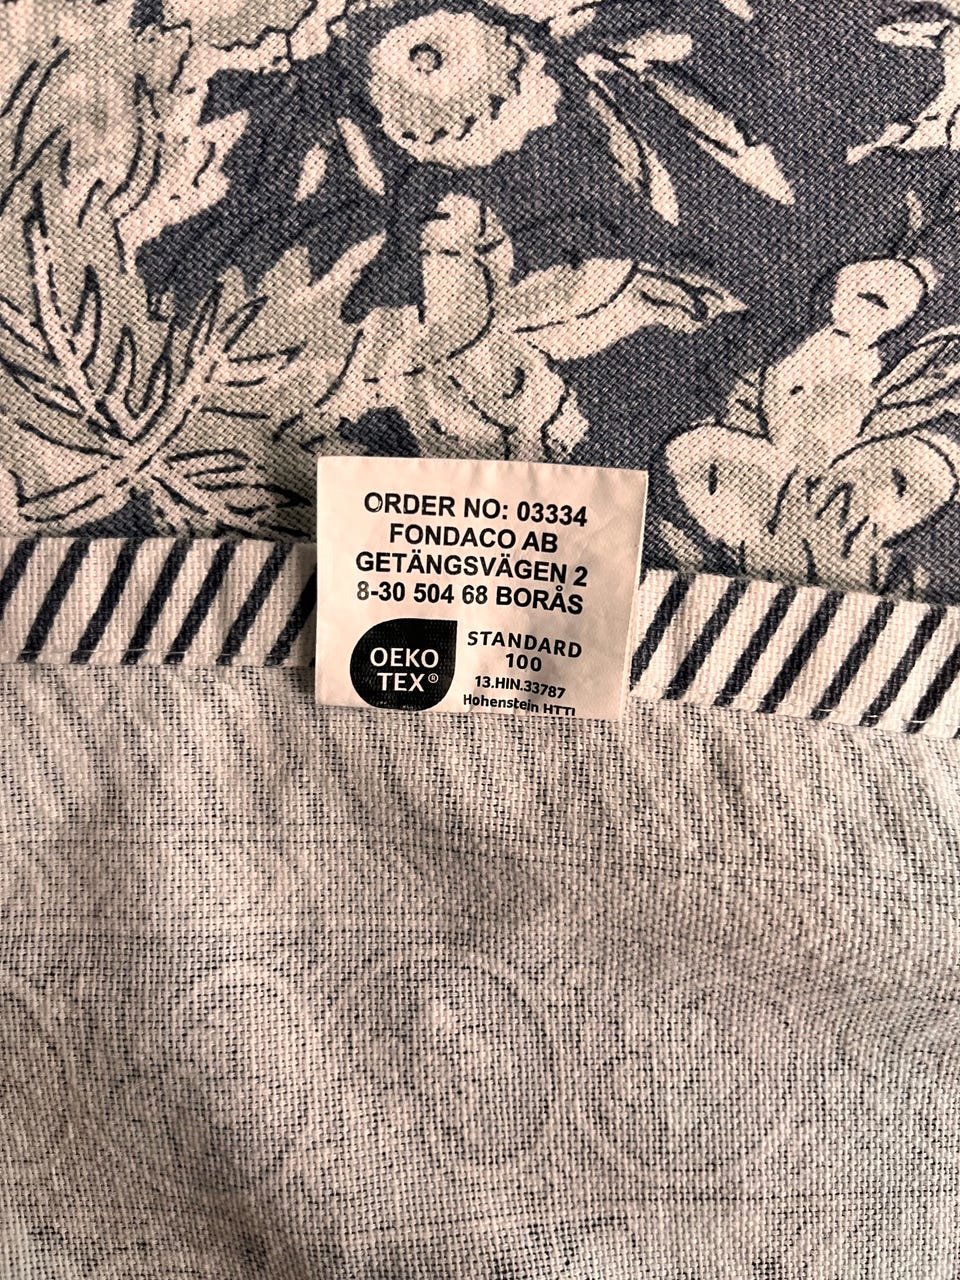 ORDER NO: 03334
FONDACO AB
GETÄNGSVÄGEN 2
8-30 504 68 BORÅS
OEKO
TEX®
STANDARD
100
13.HIN.33787
Hohenstein HTTI